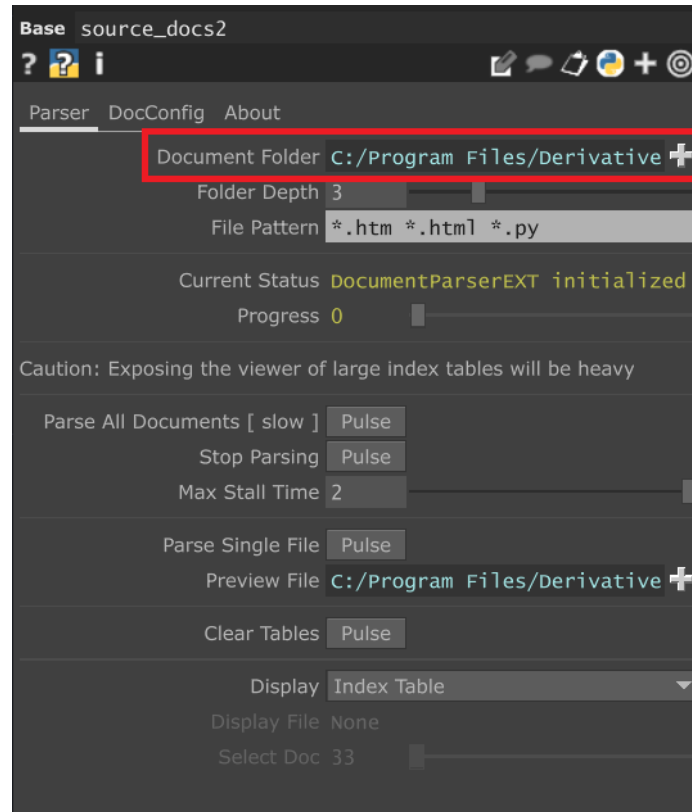 Base source_docs2
? ? i
Parser DocConfig About
Document Folder C:/Program Files/Derivative
Folder Depth 3
File Pattern *.htm *.html *.py
Current Status DocumentParserEXT initialized
Progress 0
Caution: Exposing the viewer of large index tables will be heavy
Parse All Documents [ slow ] Pulse
Stop Parsing Pulse
Max Stall Time 2
Parse Single File Pulse
Preview File C:/Program Files/Derivative
Clear Tables Pulse
Display Index Table
Display File None
Select Doc 33